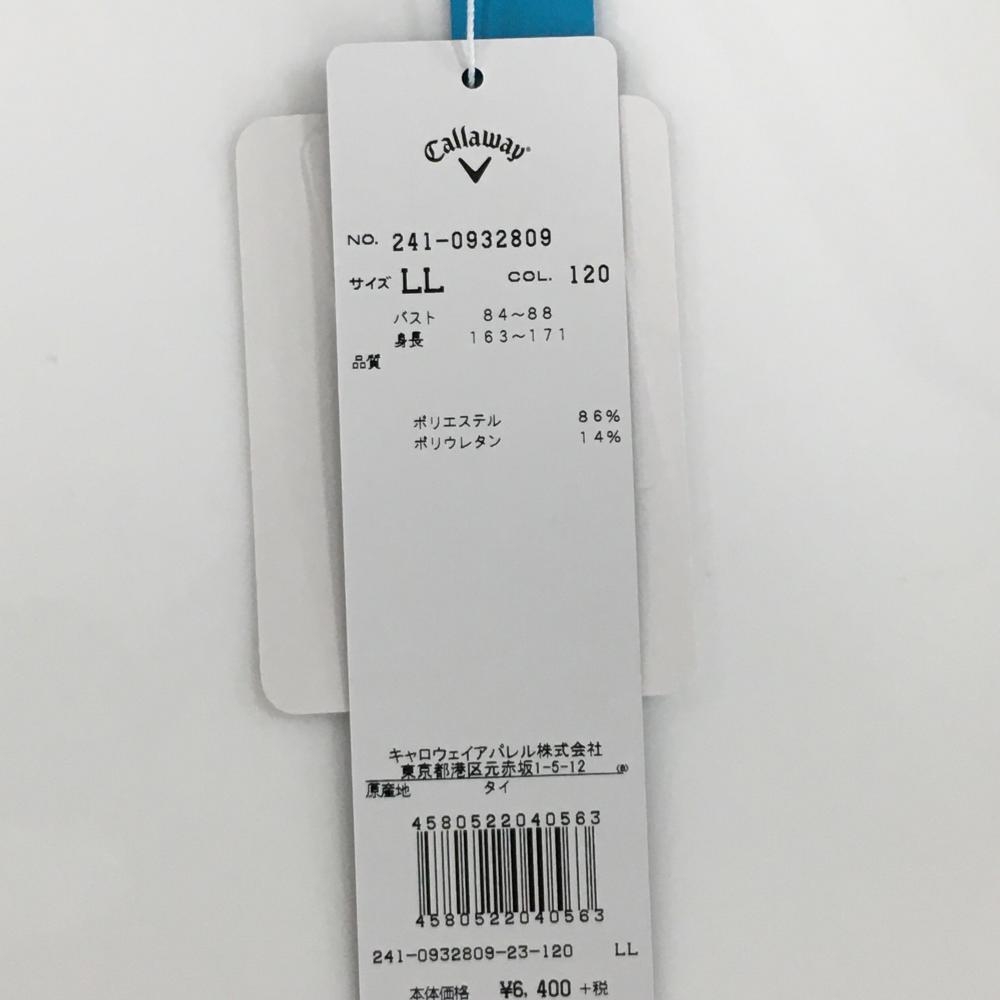 Callaway
NO. 241-0932809
サイズ LL COL. 120
バスト 84～88
身長 163～171
品質
ポリエステル 86%
ポリウレタン 14%
キャロウェイアパレル株式会社
東京都港区元赤坂1-5-12
原産地 タイ
4580522040563
4580522040563
241-0932809-23-120 LL
本体価格 ¥6,400+税